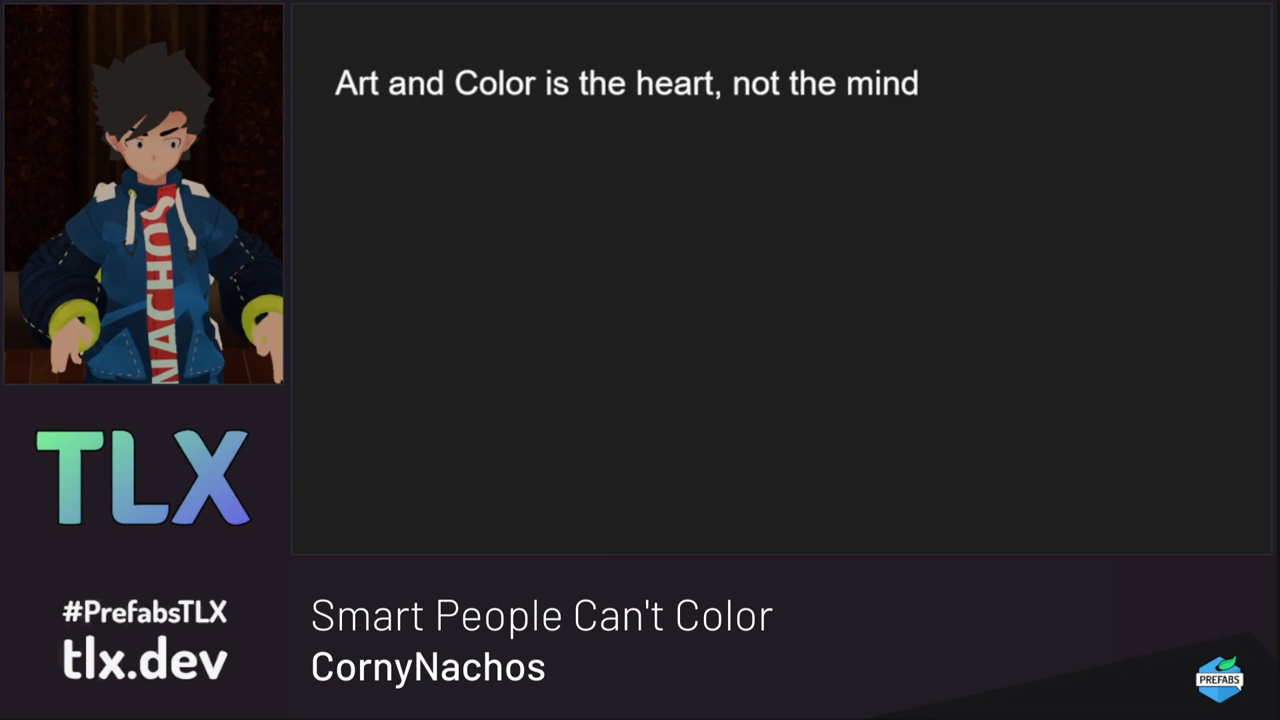 Art and Color is the heart, not the mind
NACHOS
TLX
#PrefabsTLX
tlx.dev
Smart People Can't Color
CornyNachos
PREFABS